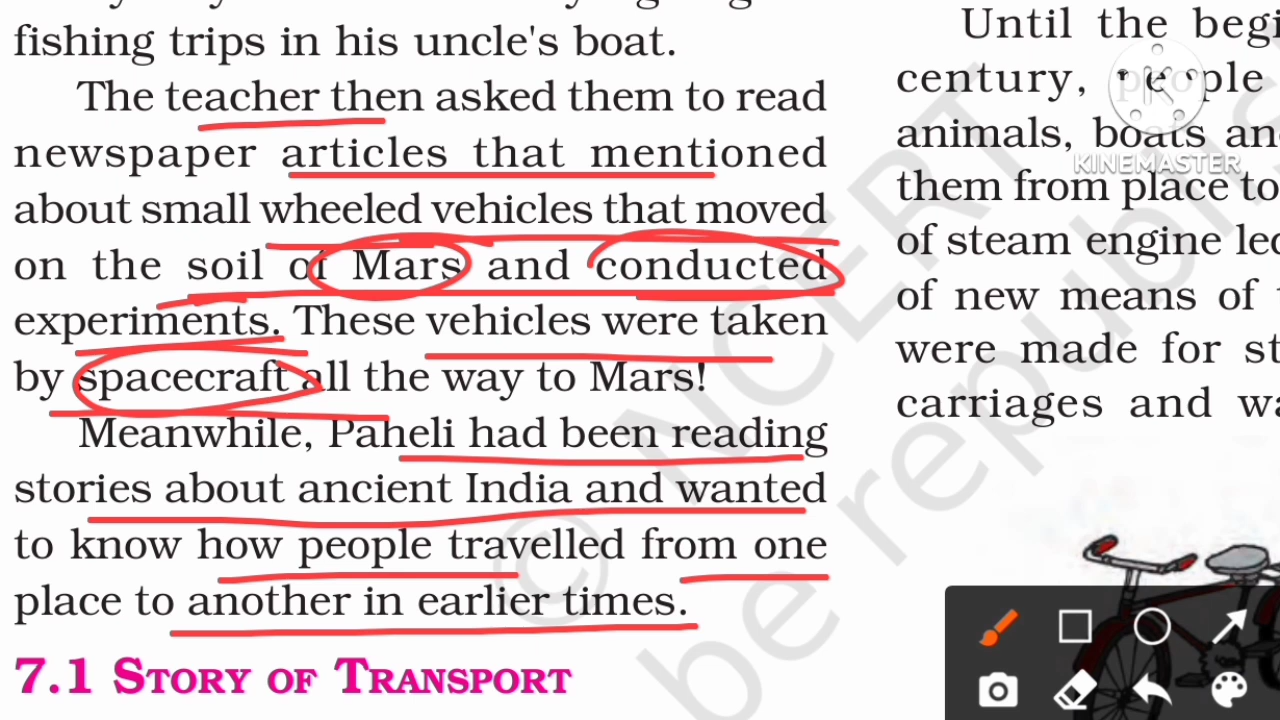 fishing trips in his uncle's boat.
The teacher then asked them to read
newspaper articles that mentioned
about small wheeled vehicles that moved
on the soil of Mars and conducted
experiments. These vehicles were taken
by spacecraft all the way to Mars!
Meanwhile, Paheli had been reading
stories about ancient India and wanted
to know how people travelled from one
place to another in earlier times.
7.1 STORY OF TRANSPORT
Until the begi
century, people
animals, boats an
them from place to
of steam engine le
of new means of
were made for st
carriages and wa
KINEMASTER
© NCERT
be republis